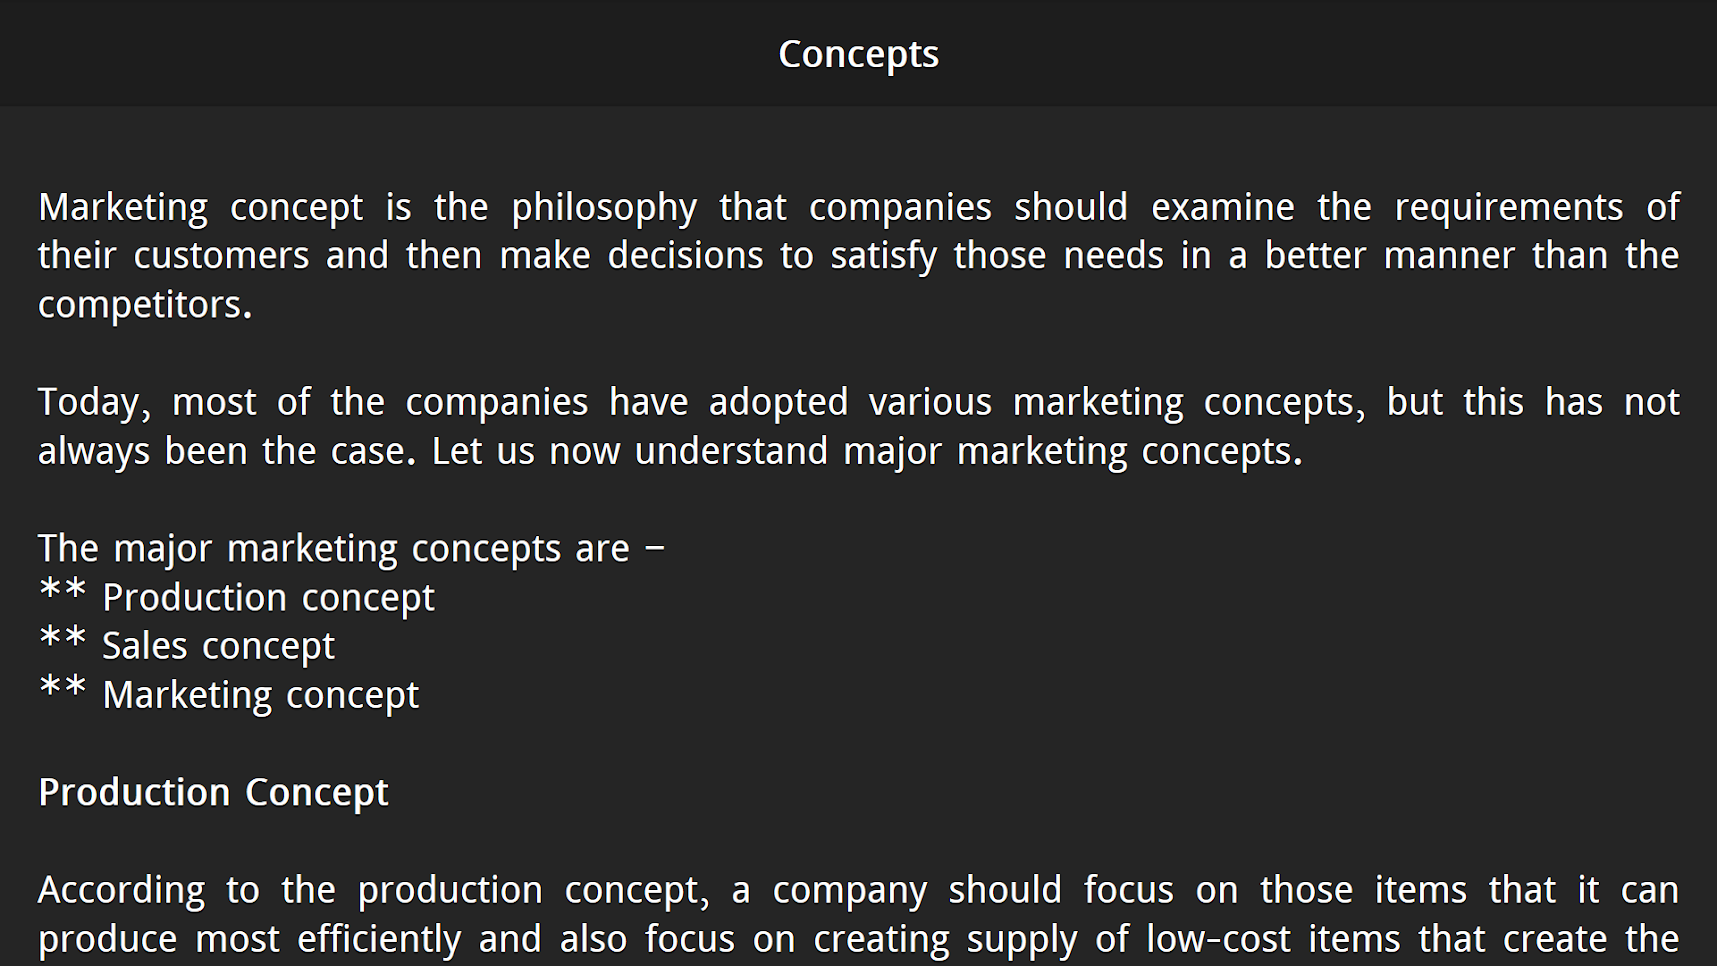 Concepts
Marketing concept is the philosophy that companies should examine the requirements of
their customers and then make decisions to satisfy those needs in a better manner than the
competitors.
Today, most of the companies have adopted various marketing concepts, but this has not
always been the case. Let us now understand major marketing concepts.
The major marketing concepts are −
** Production concept
** Sales concept
** Marketing concept
Production Concept
According to the production concept, a company should focus on those items that it can
produce most efficiently and also focus on creating supply of low-cost items that create the